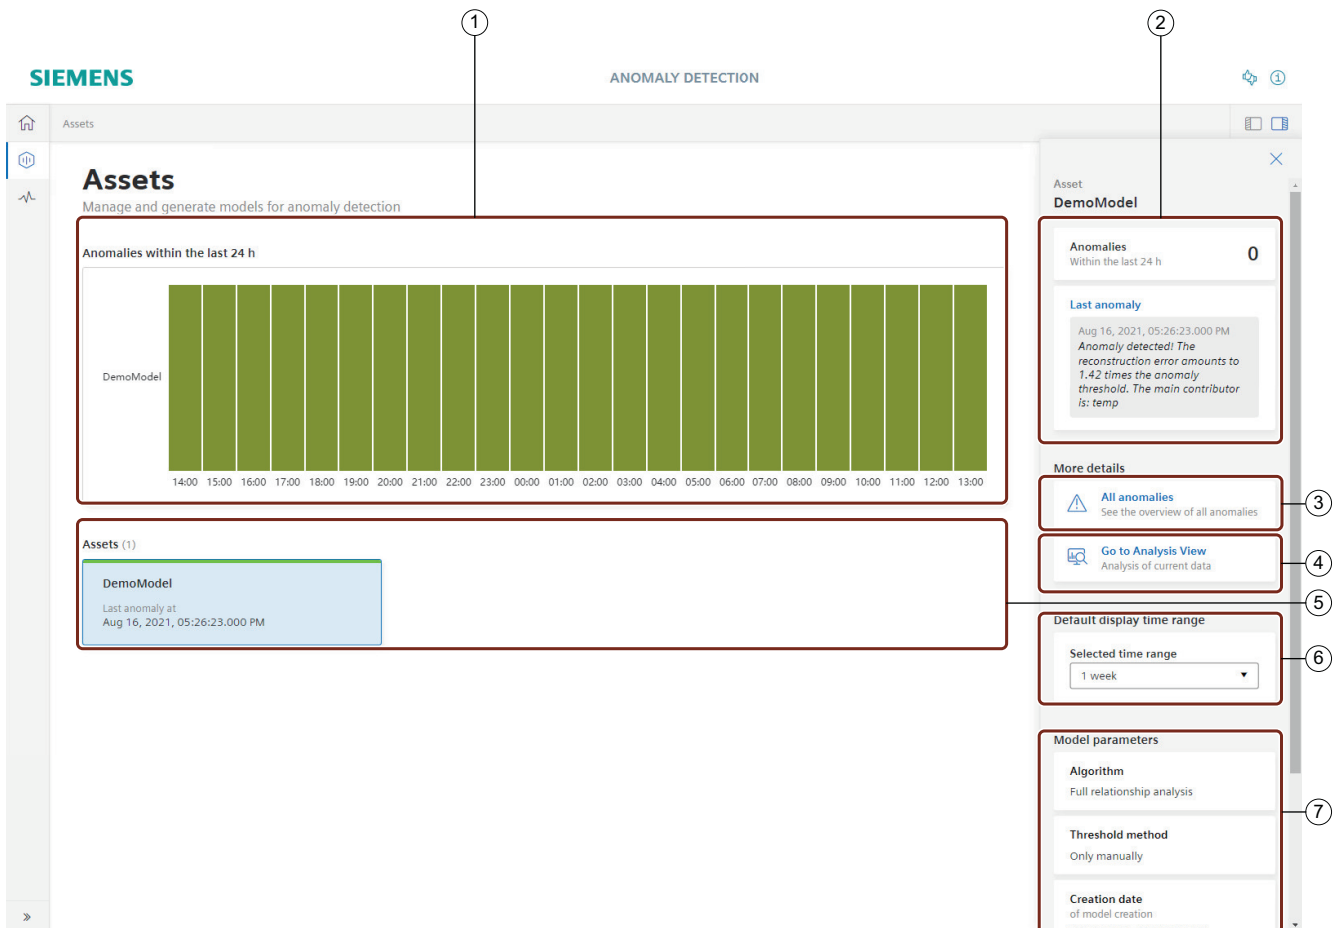 1
2
SIEMENS
ANOMALY DETECTION
Assets
Assets
Manage and generate models for anomaly detection
Anomalies within the last 24 h
DemoModel
14:00 15:00 16:00 17:00 18:00 19:00 20:00 21:00 22:00 23:00 00:00 01:00 02:00 03:00 04:00 05:00 06:00 07:00 08:00 09:00 10:00 11:00 12:00 13:00
Assets (1)
DemoModel
Last anomaly at
Aug 16, 2021, 05:26:23.000 PM
Asset
DemoModel
Anomalies
Within the last 24 h
0
Last anomaly
Aug 16, 2021, 05:26:23.000 PM
Anomaly detected! The
reconstruction error amounts to
1.42 times the anomaly
threshold. The main contributor
is: temp
More details
All anomalies
See the overview of all anomalies
3
Go to Analysis View
Analysis of current data
4
5
Default display time range
Selected time range
1 week
6
Model parameters
Algorithm
Full relationship analysis
7
Threshold method
Only manually
Creation date
of model creation